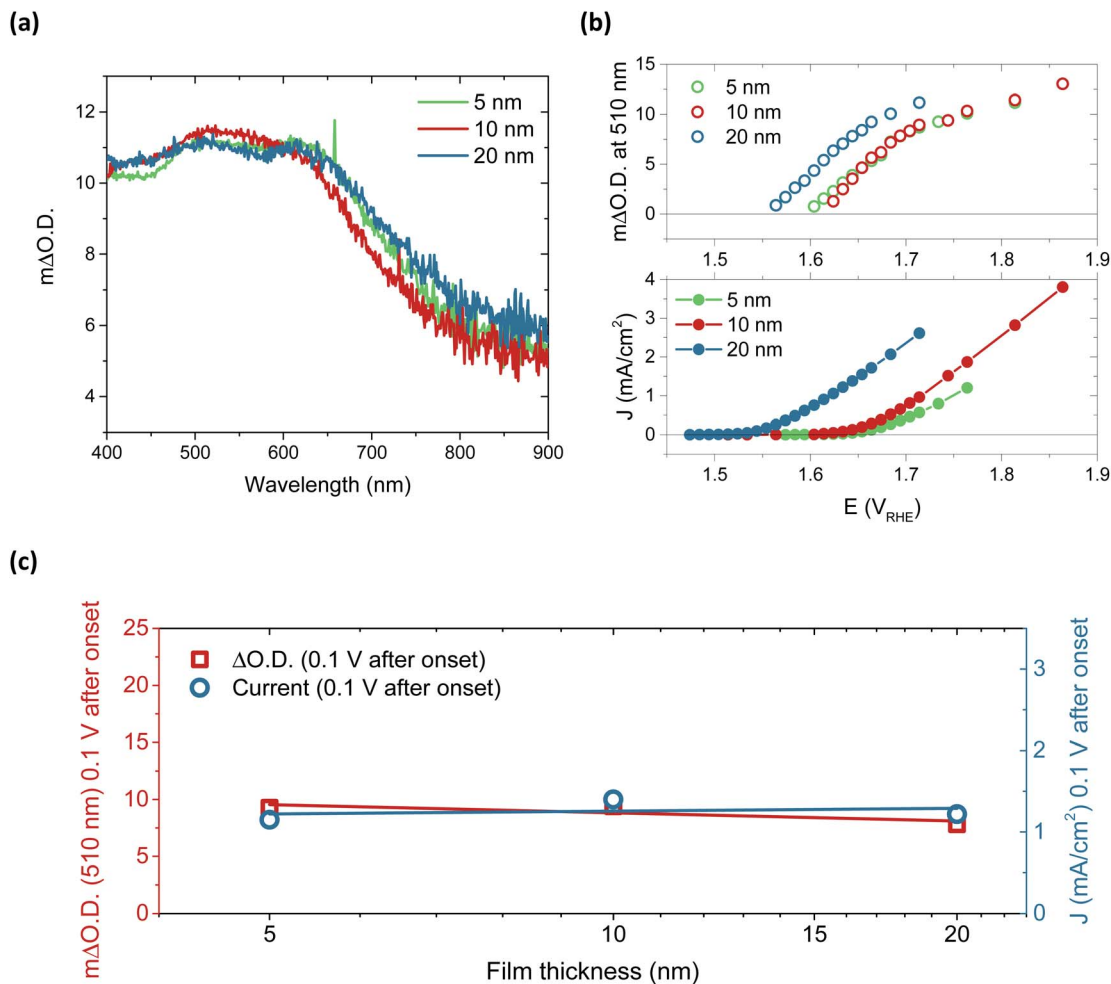 (a)
12
10
8
6
4
m∆O.D.
400
500
600
700
800
900
Wavelength (nm)
5 nm
10 nm
20 nm
(b)
15
10
5
0
m∆O.D. at 510 nm
5 nm
10 nm
20 nm
1.5
1.6
1.7
1.8
1.9
4
3
2
1
0
J (mA/cm²)
5 nm
10 nm
20 nm
1.5
1.6
1.7
1.8
1.9
E (V_RHE)
(c)
25
20
15
10
5
0
m∆O.D. (510 nm) 0.1 V after onset
∆O.D. (0.1 V after onset)
Current (0.1 V after onset)
3
2
1
0
J (mA/cm²) 0.1 V after onset
5
10
15
20
Film thickness (nm)